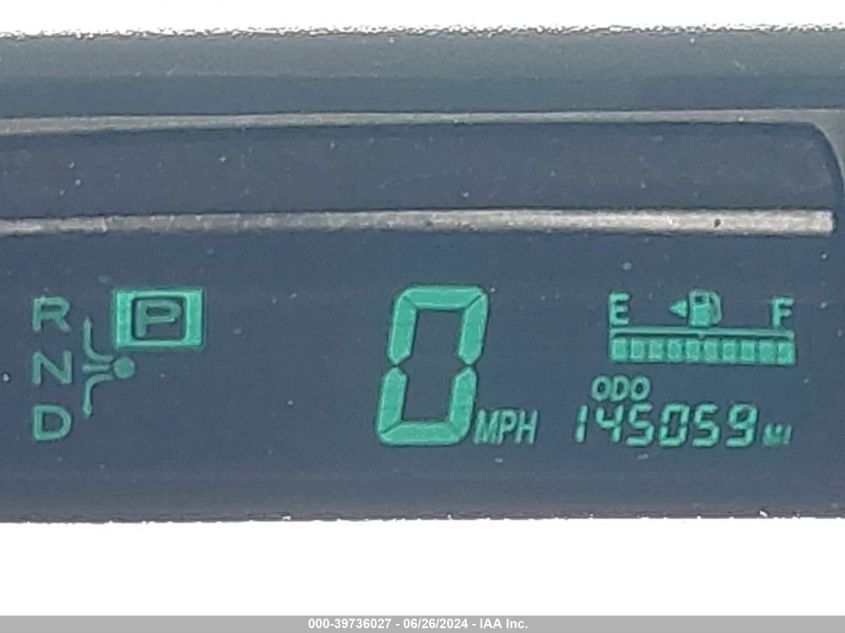 R P
N
D
0 MPH
E F
ODO
145059 MI
000-39736027 - 06/26/2024 - IAA Inc.